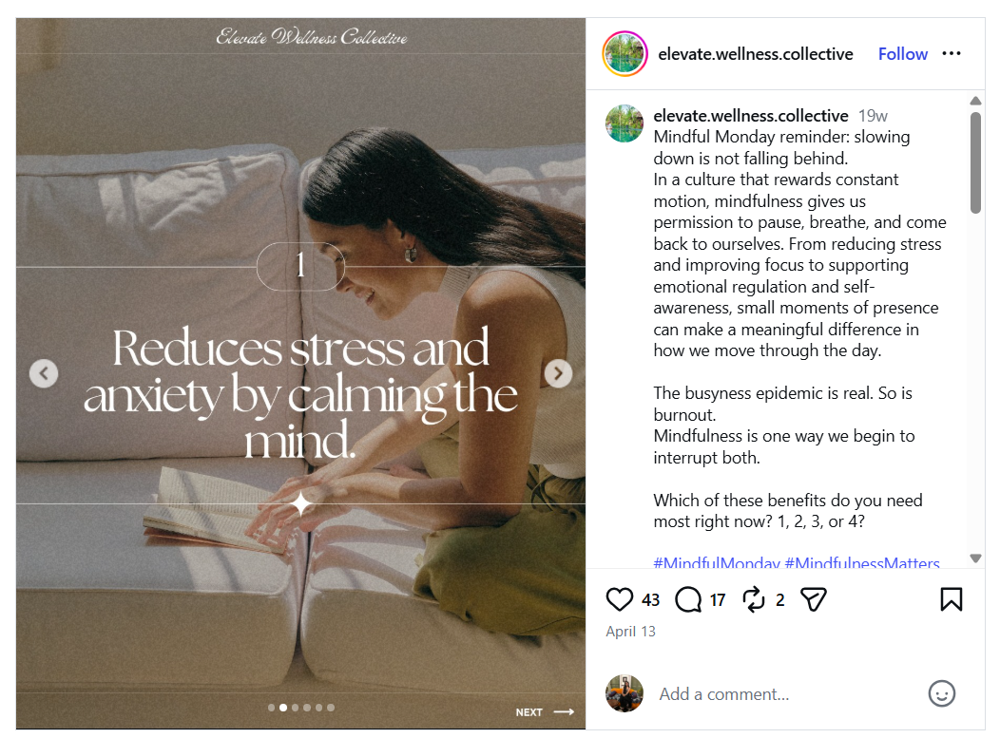 Elevate Wellness Collective
1
Reduces stress and
anxiety by calming the
mind.
NEXT
elevate.wellness.collective Follow
elevate.wellness.collective 19w
Mindful Monday reminder: slowing
down is not falling behind.
In a culture that rewards constant
motion, mindfulness gives us
permission to pause, breathe, and come
back to ourselves. From reducing stress
and improving focus to supporting
emotional regulation and self-
awareness, small moments of presence
can make a meaningful difference in
how we move through the day.
The busyness epidemic is real. So is
burnout.
Mindfulness is one way we begin to
interrupt both.
Which of these benefits do you need
most right now? 1, 2, 3, or 4?
#MindfulMonday #MindfulnessMatters
43 17 2
April 13
Add a comment...